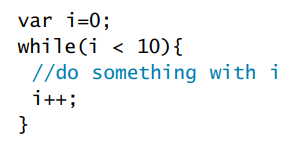 var i=0;
while(i < 10){
//do something with i
i++;
}